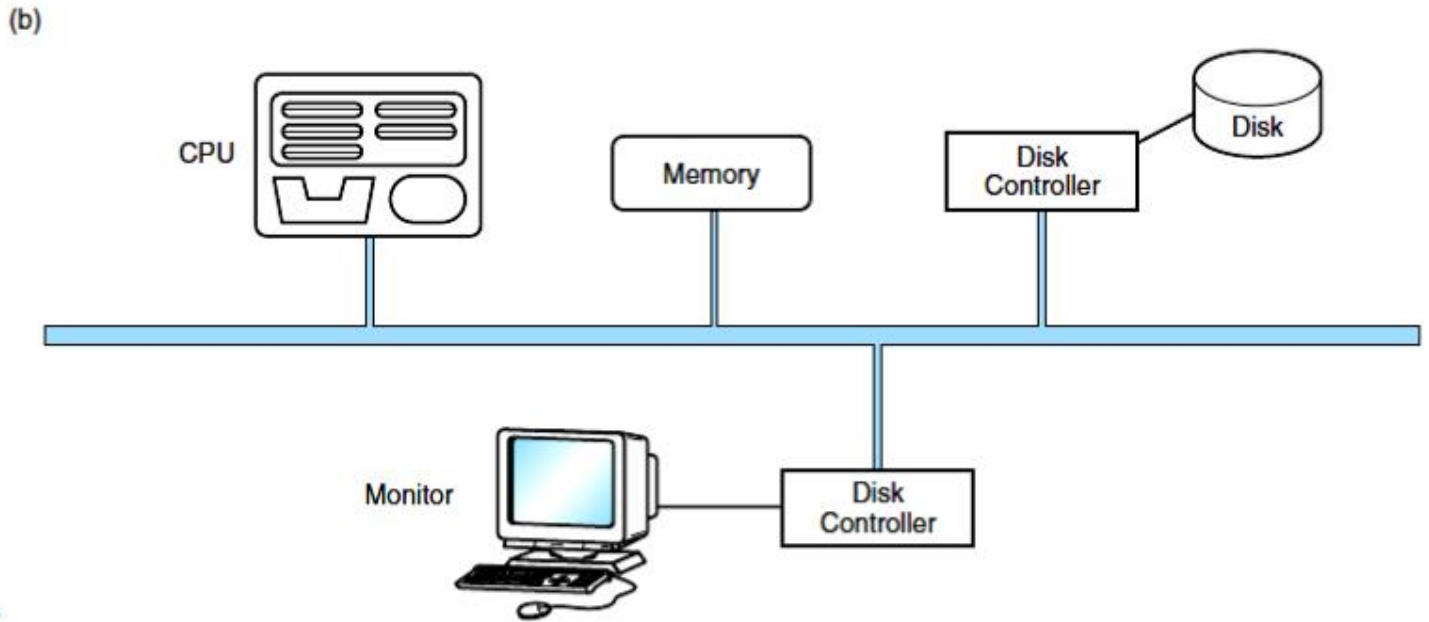 (b)
CPU
Memory
Disk
Controller
Disk
Monitor
Disk
Controller